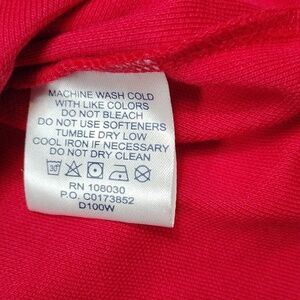 MACHINE WASH COLD
WITH LIKE COLORS
DO NOT BLEACH
DO NOT USE SOFTENERS
TUMBLE DRY LOW
COOL IRON IF NECESSARY
DO NOT DRY CLEAN
30
RN 108030
P.O. C0173852
D100W